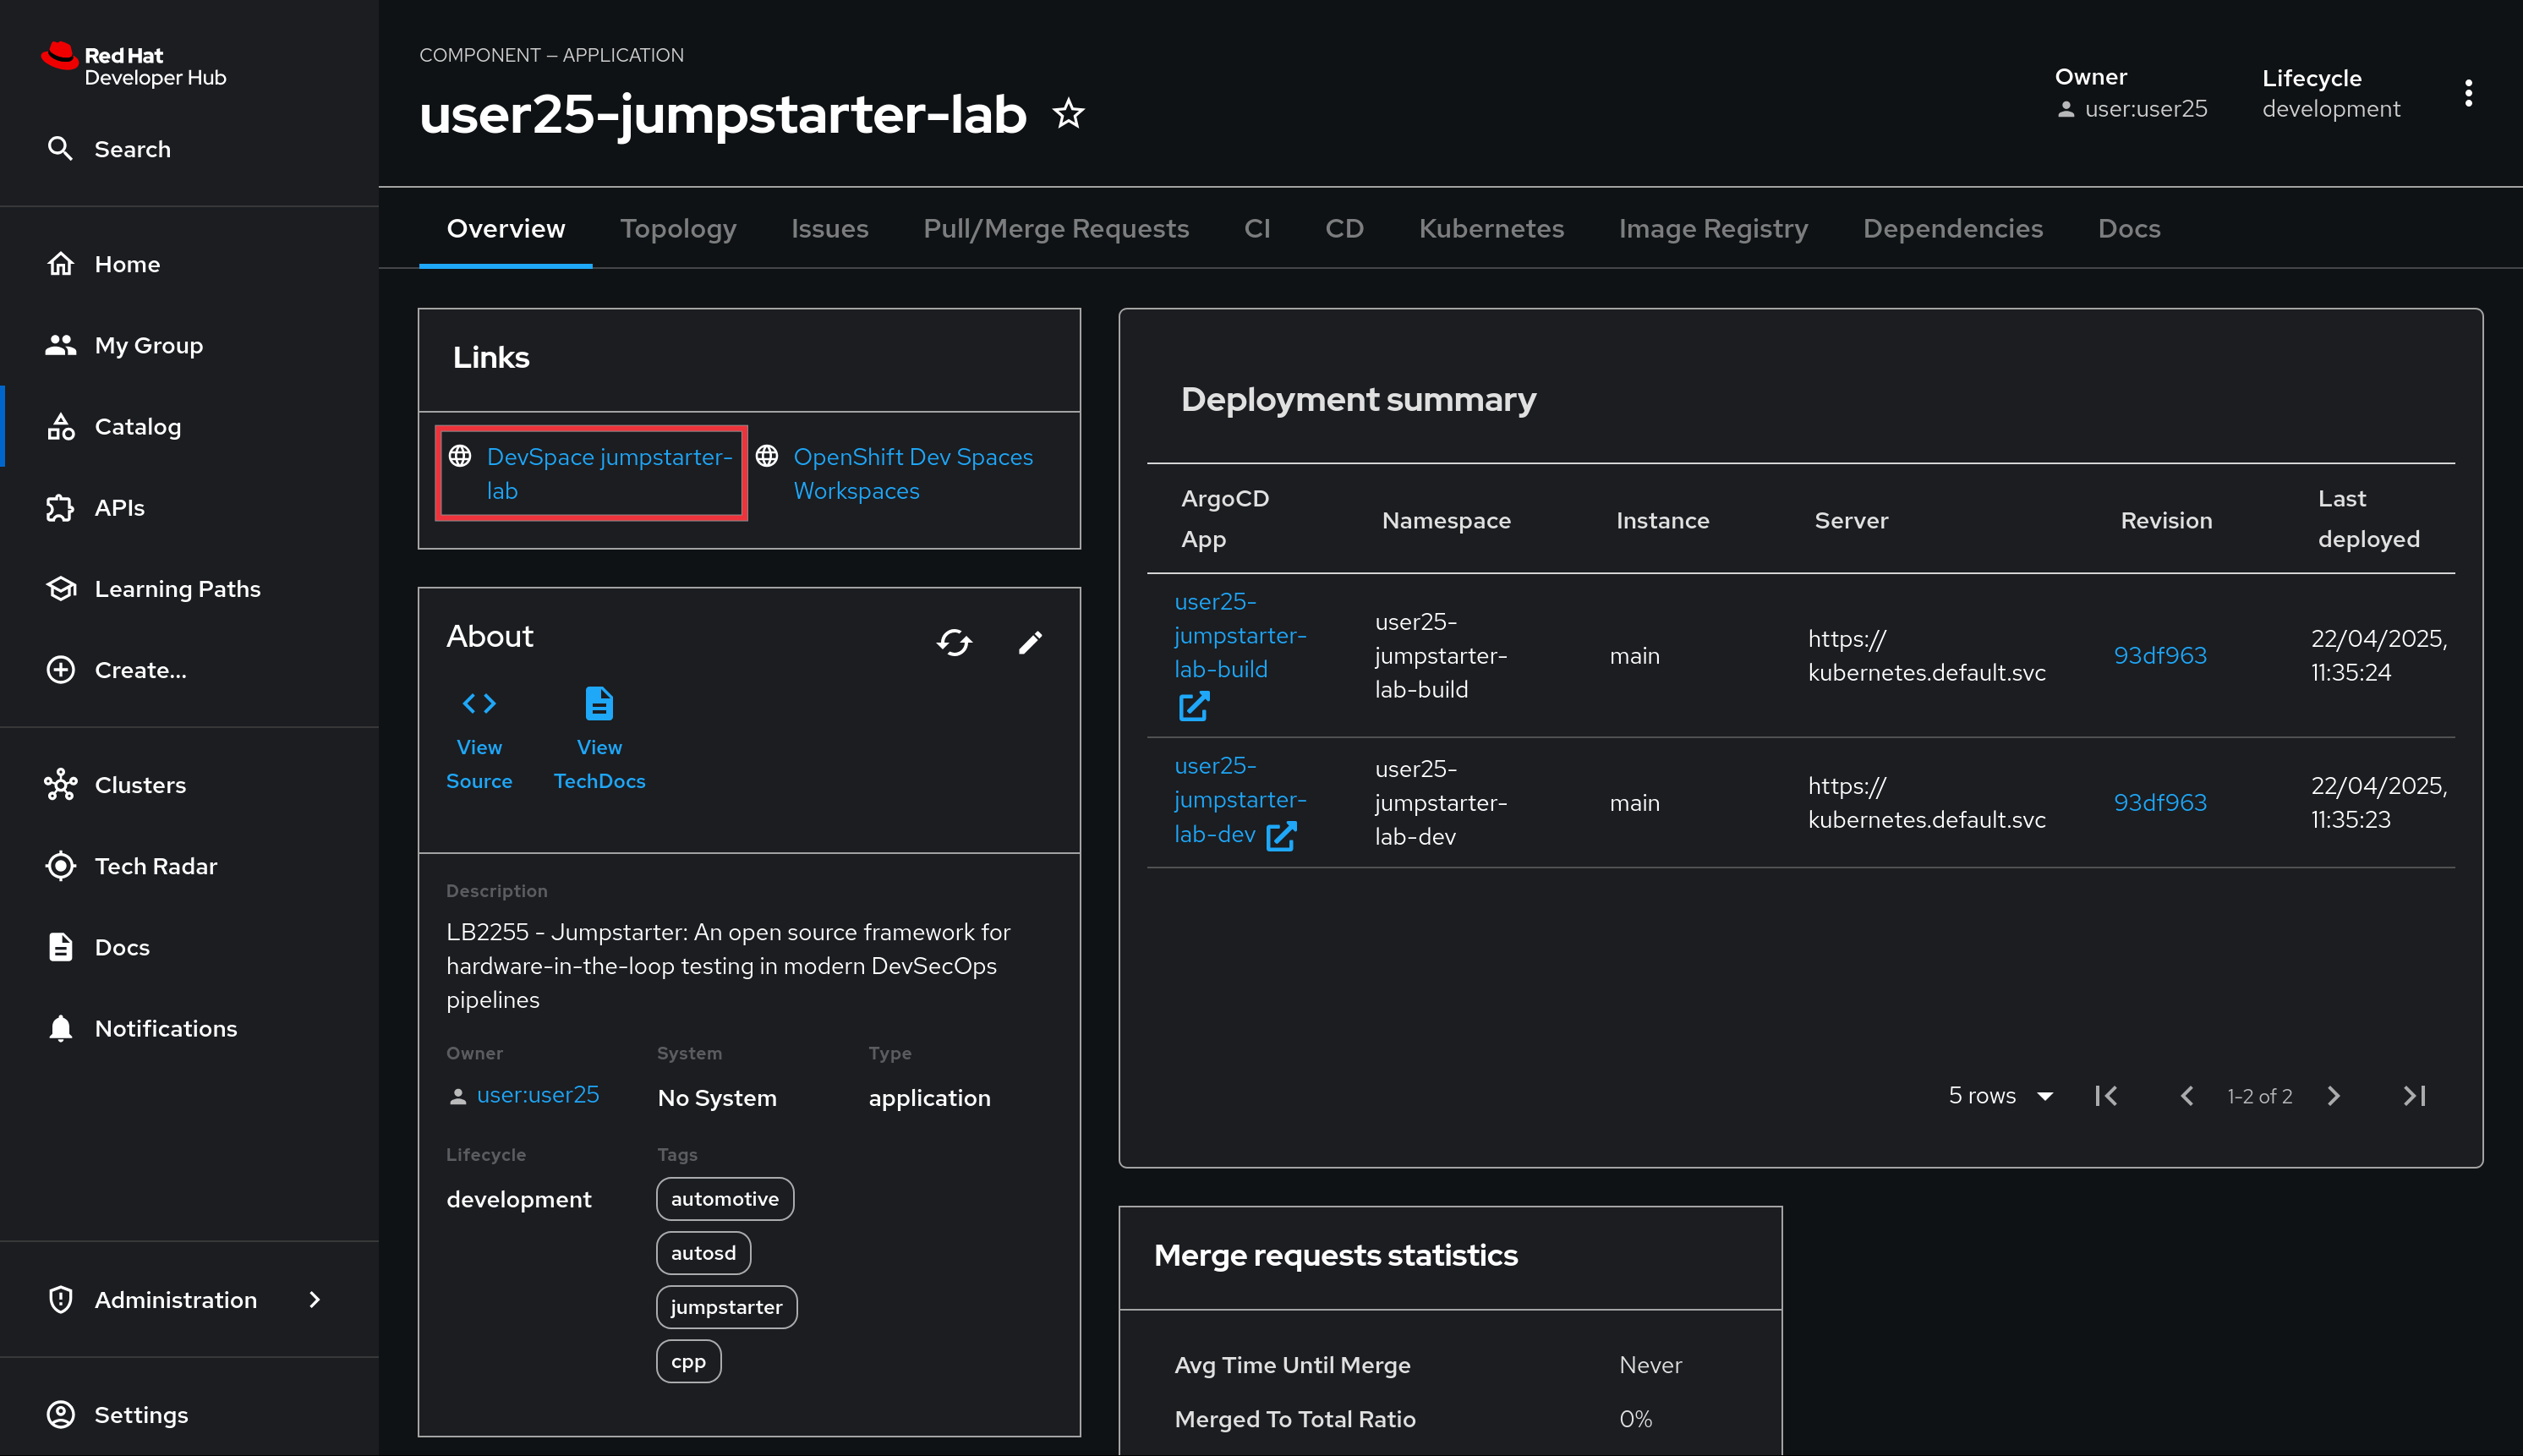 Red Hat
Developer Hub
Search
Home
My Group
Catalog
APIs
Learning Paths
Create...
Clusters
Tech Radar
Docs
Notifications
Administration
Settings
COMPONENT — APPLICATION
user25-jumpstarter-lab
Owner
user:user25
Lifecycle
development
Overview
Topology
Issues
Pull/Merge Requests
CI
CD
Kubernetes
Image Registry
Dependencies
Docs
Links
DevSpace jumpstarter-
lab
OpenShift Dev Spaces
Workspaces
About
View
Source
View
TechDocs
Description
LB2255 - Jumpstarter: An open source framework for
hardware-in-the-loop testing in modern DevSecOps
pipelines
Owner
user:user25
System
No System
Type
application
Lifecycle
development
Tags
automotive
autosd
jumpstarter
cpp
Deployment summary
ArgoCD
App
Namespace
Instance
Server
Revision
Last
deployed
user25-
jumpstarter-
lab-build
user25-
jumpstarter-
lab-build
main
https://
kubernetes.default.svc
93df963
22/04/2025,
11:35:24
user25-
jumpstarter-
lab-dev
user25-
jumpstarter-
lab-dev
main
https://
kubernetes.default.svc
93df963
22/04/2025,
11:35:23
5 rows
1-2 of 2
Merge requests statistics
Avg Time Until Merge
Never
Merged To Total Ratio
0%